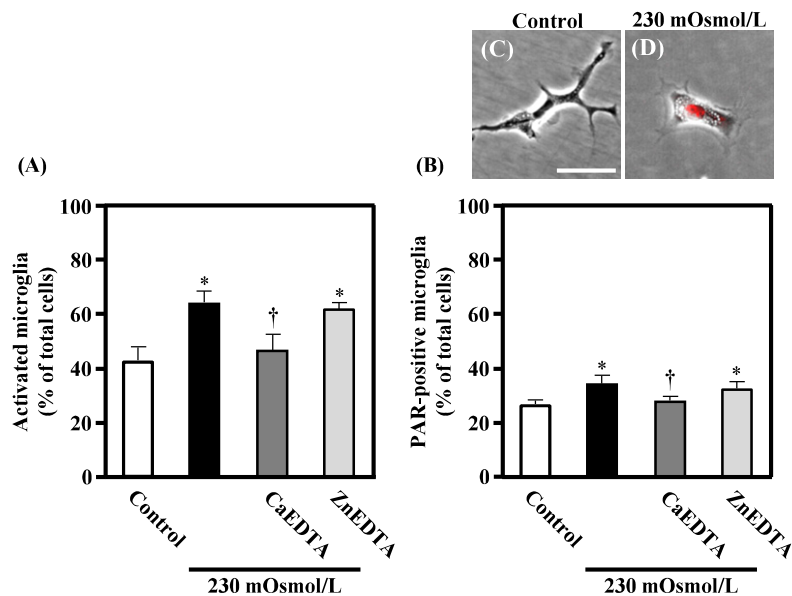 Control 230 mOsmol/L
(C) (D)
(A) (B)
100
80
60
40
20
0
Activated microglia
(% of total cells)
*
†
*
Control
CaEDTA
ZnEDTA
230 mOsmol/L
100
80
60
40
20
0
PAR-positive microglia
(% of total cells)
*
†
*
Control
CaEDTA
ZnEDTA
230 mOsmol/L